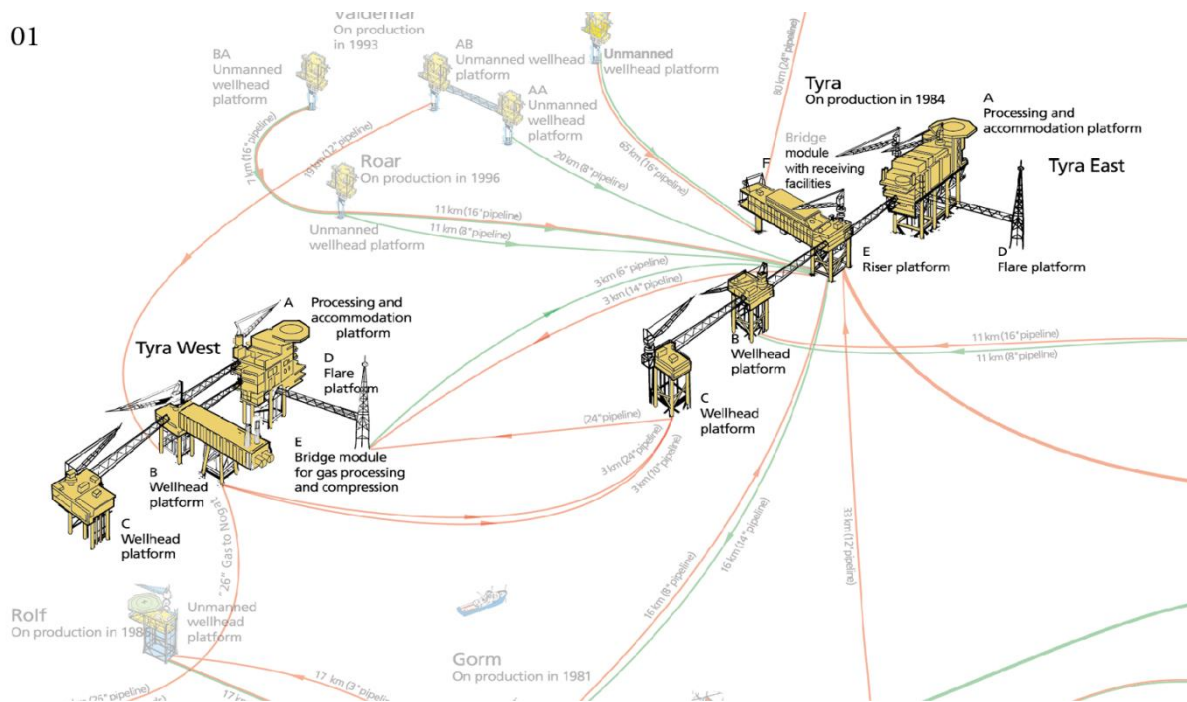 01
Valdemar
On production
in 1993
BA
Unmanned
wellhead
platform
AB
Unmanned wellhead
platform
AA
Unmanned
wellhead
platform
Unmanned
wellhead platform
80 km (24" pipeline)
Tyra
On production in 1984
A
Processing and
accommodation platform
Bridge
module
with receiving
facilities
F
Tyra East
7 km (16" pipeline)
19 km (12" pipeline)
65 km (16" pipeline)
20 km (8" pipeline)
Roar
On production in 1996
Unmanned
wellhead platform
11 km (16" pipeline)
11 km (8" pipeline)
E
Riser platform
D
Flare platform
3 km (6" pipeline)
3 km (14" pipeline)
A
Processing and
accommodation
platform
Tyra West
D
Flare
platform
B
Wellhead
platform
11 km (16" pipeline)
11 km (8" pipeline)
C
Wellhead
platform
(24" pipeline)
3 km (24" pipeline)
3 km (10" pipeline)
E
Bridge module
for gas processing
and compression
B
Wellhead
platform
C
Wellhead
platform
"26" Gas to Nogat
33 km (12" pipeline)
16 km (8" pipeline)
16 km (14" pipeline)
Rolf
On production in 1986
Unmanned
wellhead
platform
Gorm
On production in 1981
17 km (3" pipeline)
17 km